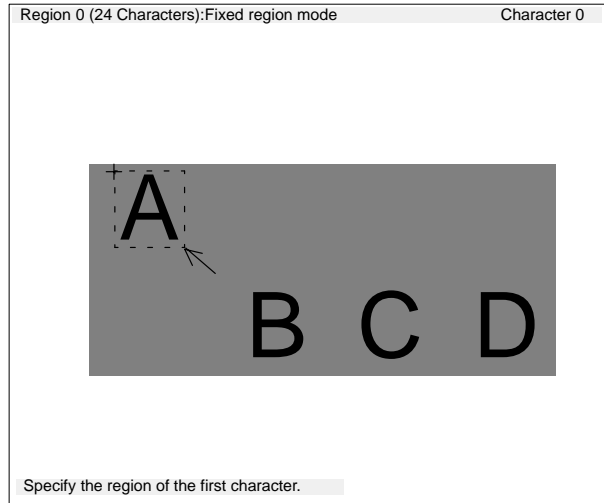 Region 0 (24 Characters):Fixed region mode Character 0
A
B C D
Specify the region of the first character.